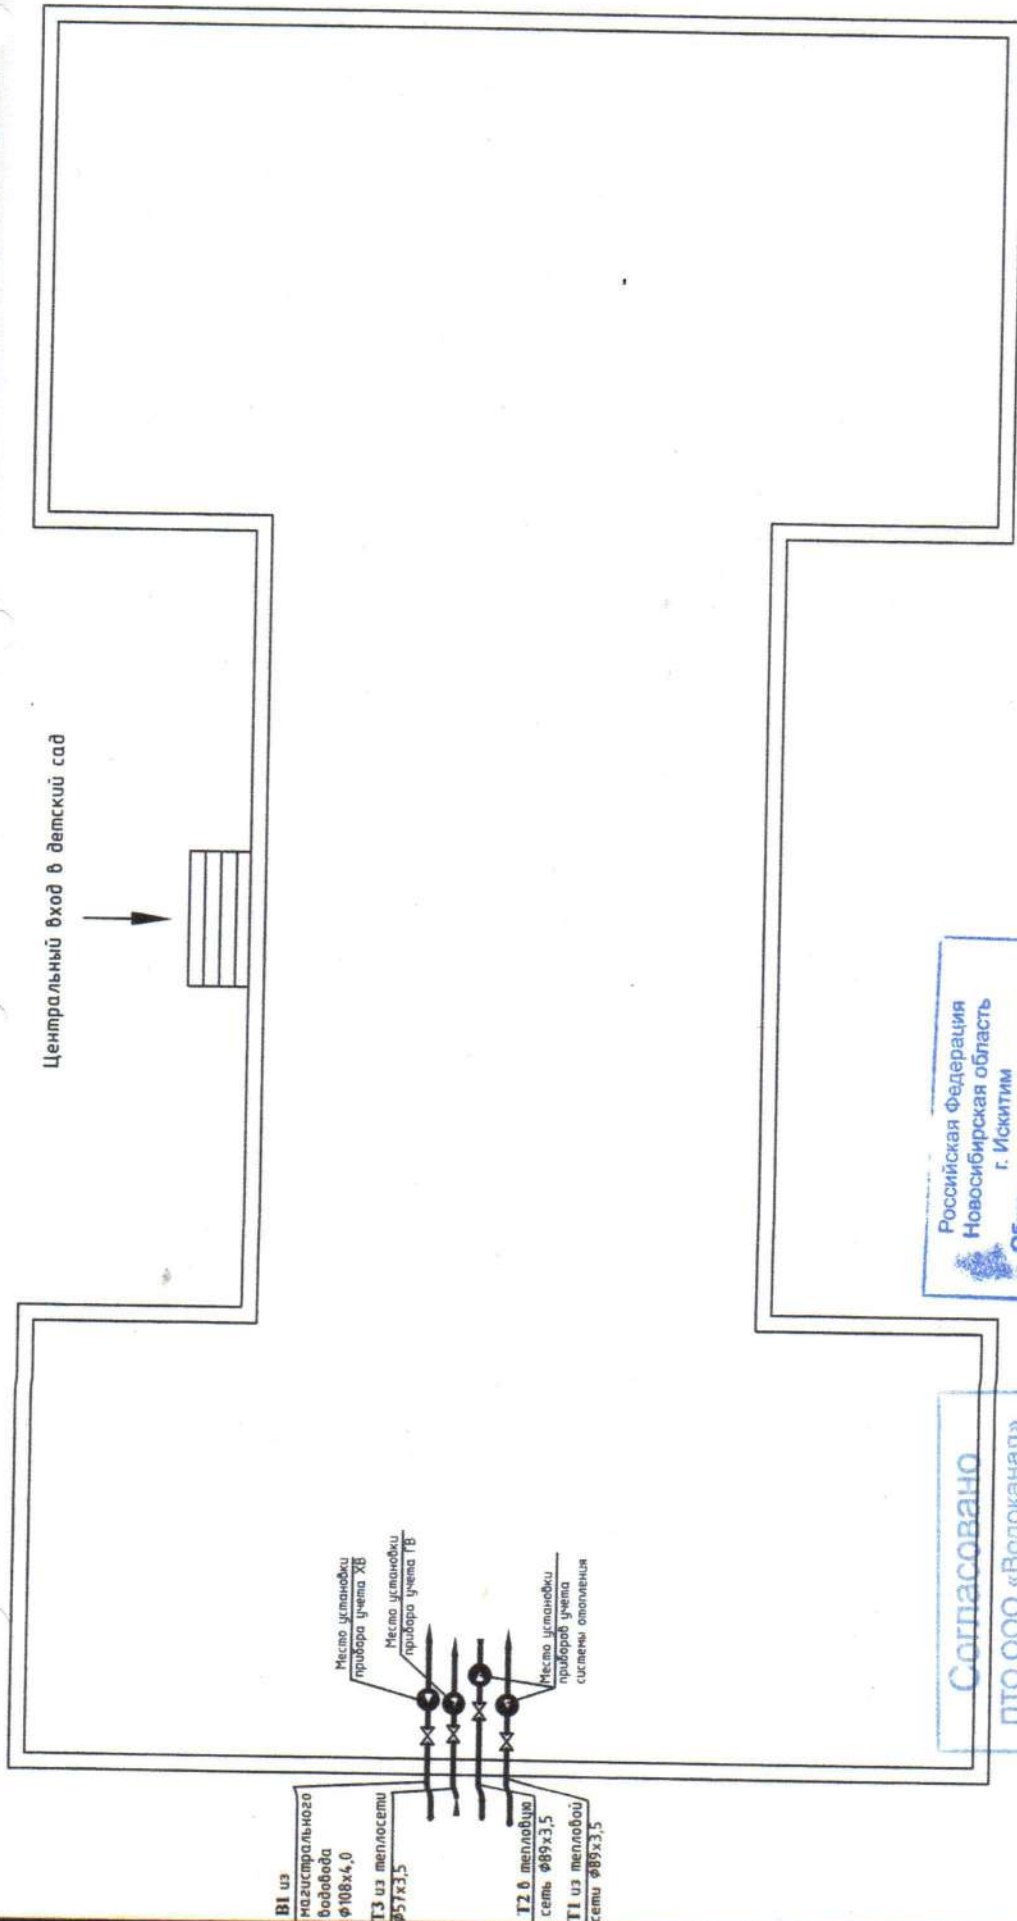 Центральный вход в детский сад
Место установки
прибора учета ХВ
Место установки
прибора учета ГВ
Место установки
приборов учета
системы отопления
В1 из
магистрального
водовода
ф108х4,0
Т3 из теплосети
ф57х3,5
Т2 в тепловую
сеть ф89х3,5
Т1 из тепловой
сети ф89х3,5
Согласовано
ПТО ООО «Водоканал»
Российская Федерация
Новосибирская область
г. Искитим